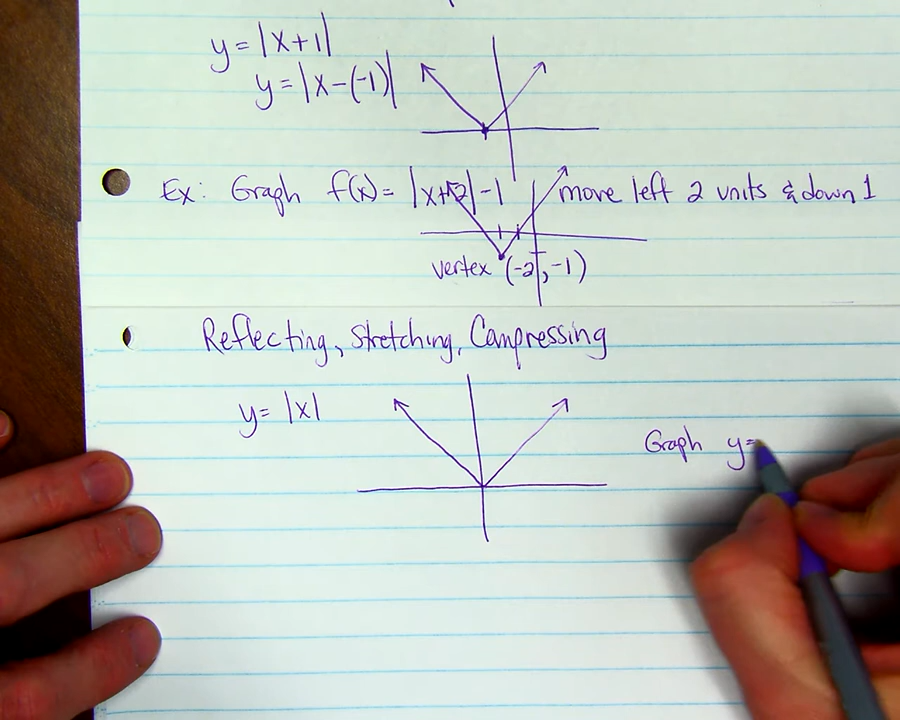 y = |x+1|
y = |x-(-1)|
Ex: Graph f(x) = |x+2|-1 move left 2 units & down 1
vertex (-2,-1)
Reflecting, Stretching, Compressing
y = |x|
Graph y=